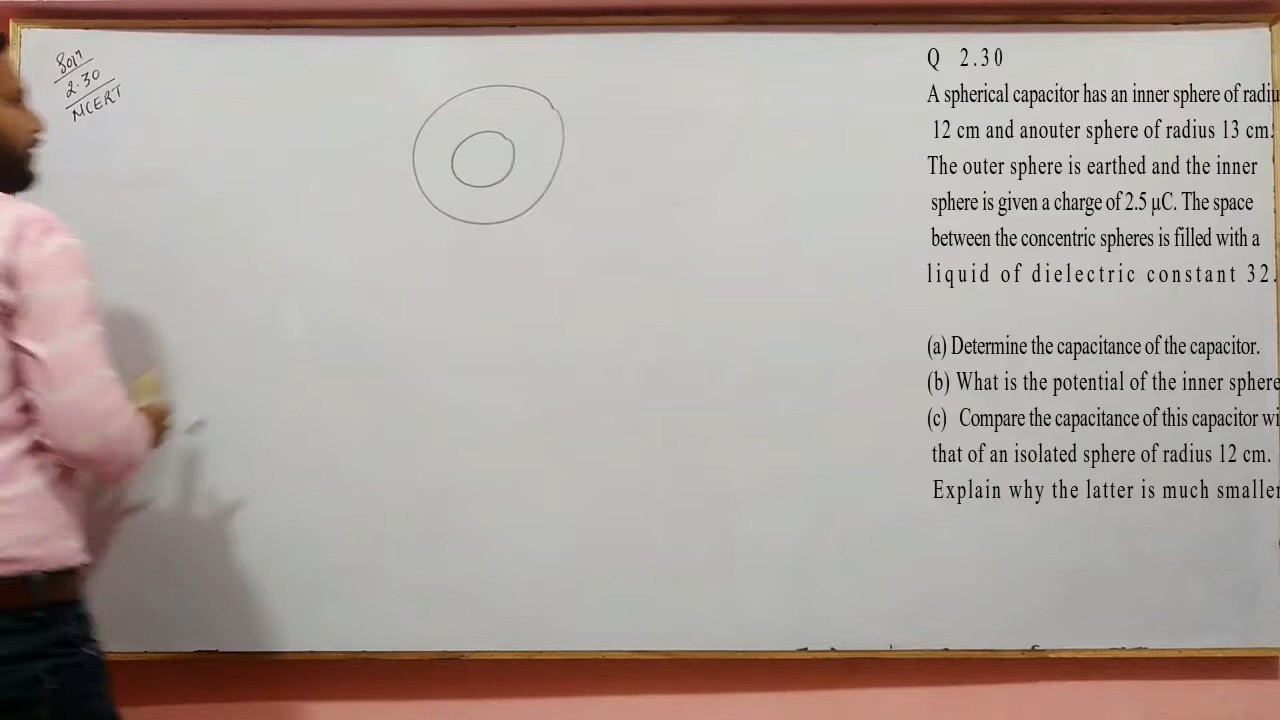 Soln
2.30
NCERT
Q 2.30
A spherical capacitor has an inner sphere of radiu
12 cm and anouter sphere of radius 13 cm.
The outer sphere is earthed and the inner
sphere is given a charge of 2.5 µC. The space
between the concentric spheres is filled with a
liquid of dielectric constant 32.
(a) Determine the capacitance of the capacitor.
(b) What is the potential of the inner sphere
(c) Compare the capacitance of this capacitor wi
that of an isolated sphere of radius 12 cm.
Explain why the latter is much smaller